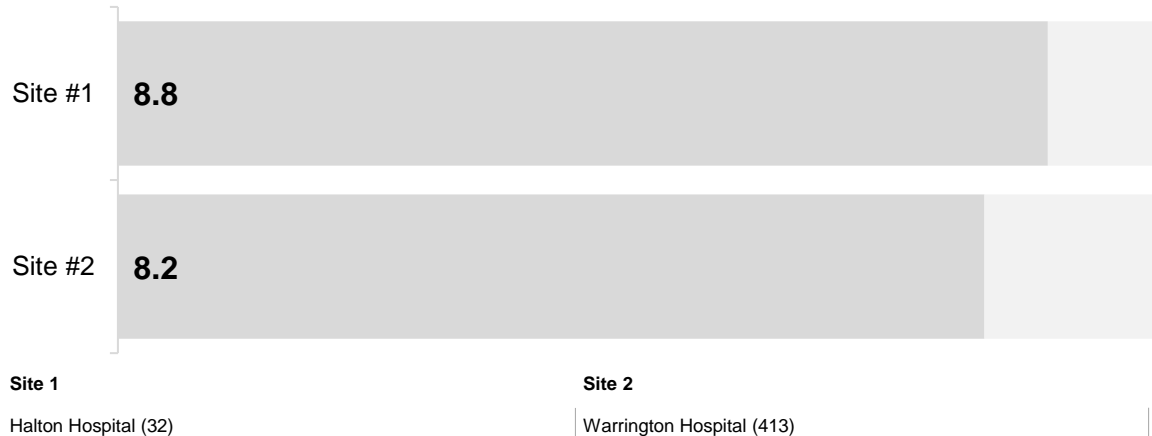 Site #1 8.8
Site #2 8.2
Site 1 Site 2
Halton Hospital (32) Warrington Hospital (413)